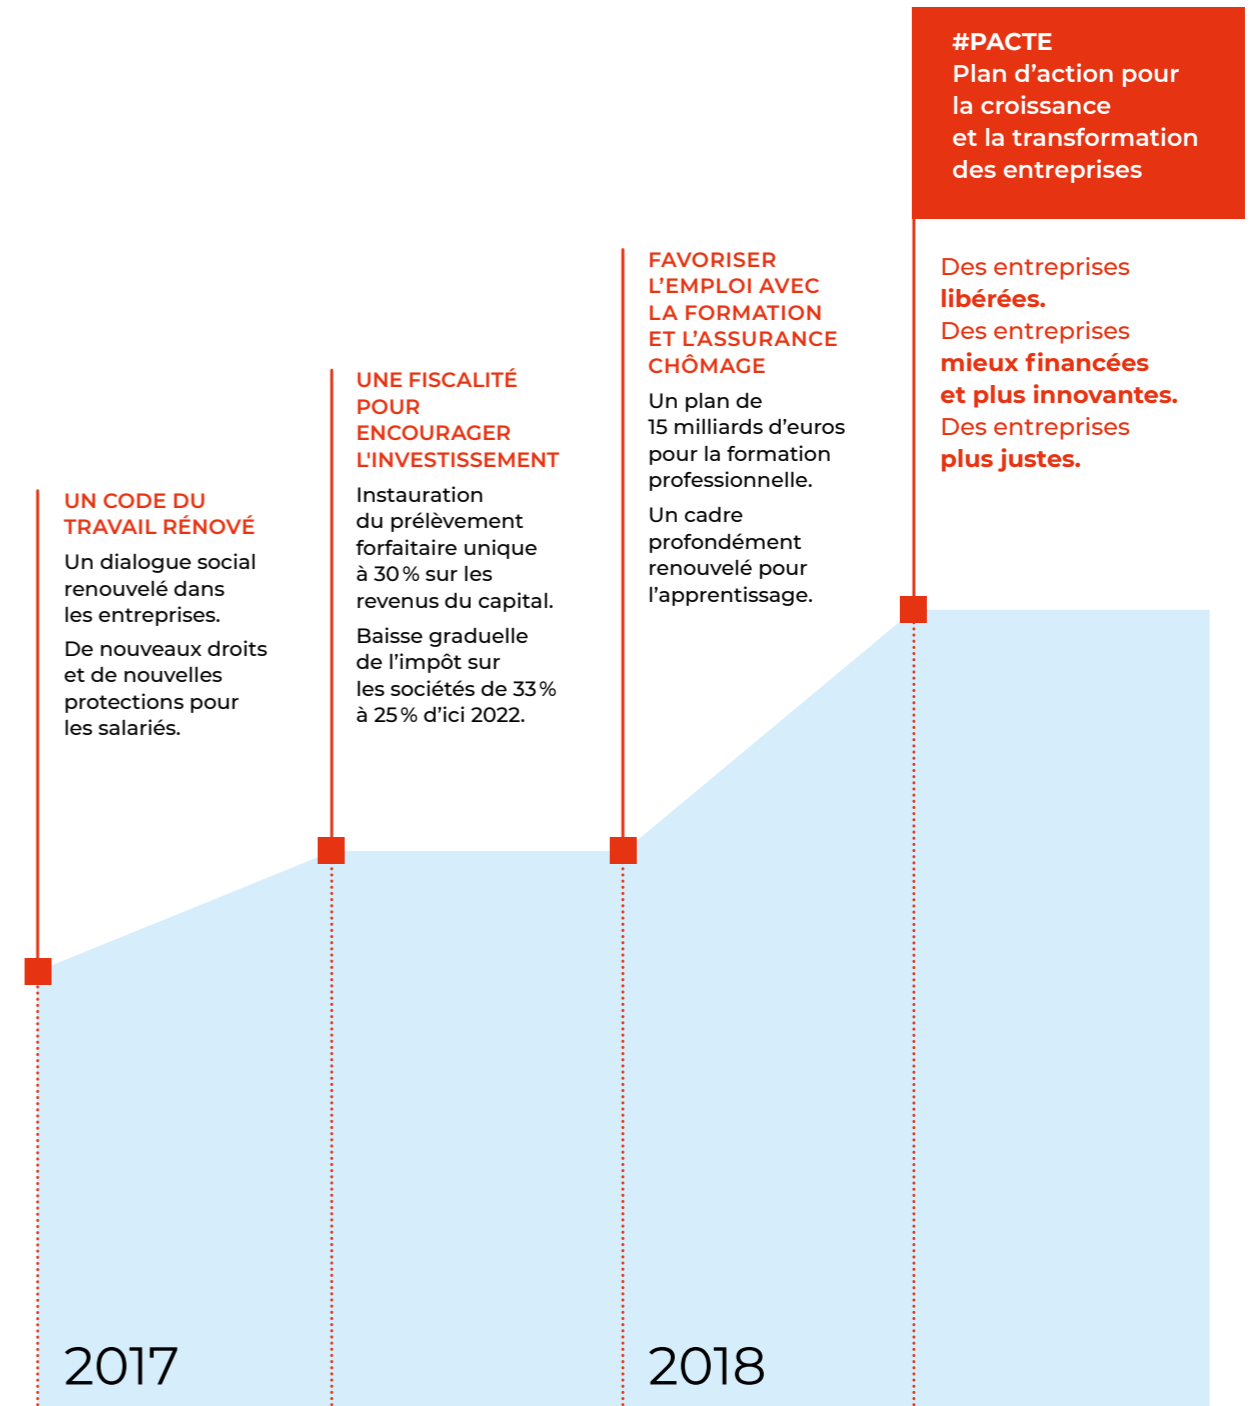 #PACTE
Plan d’action pour
la croissance
et la transformation
des entreprises
Des entreprises
libérées.
Des entreprises
mieux financées
et plus innovantes.
Des entreprises
plus justes.
FAVORISER
L’EMPLOI AVEC
LA FORMATION
ET L’ASSURANCE
CHÔMAGE
Un plan de
15 milliards d’euros
pour la formation
professionnelle.
Un cadre
profondément
renouvelé pour
l’apprentissage.
UNE FISCALITÉ
POUR
ENCOURAGER
L'INVESTISSEMENT
Instauration
du prélèvement
forfaitaire unique
à 30 % sur les
revenus du capital.
Baisse graduelle
de l’impôt sur
les sociétés de 33 %
à 25 % d’ici 2022.
UN CODE DU
TRAVAIL RÉNOVÉ
Un dialogue social
renouvelé dans
les entreprises.
De nouveaux droits
et de nouvelles
protections pour
les salariés.
2017
2018